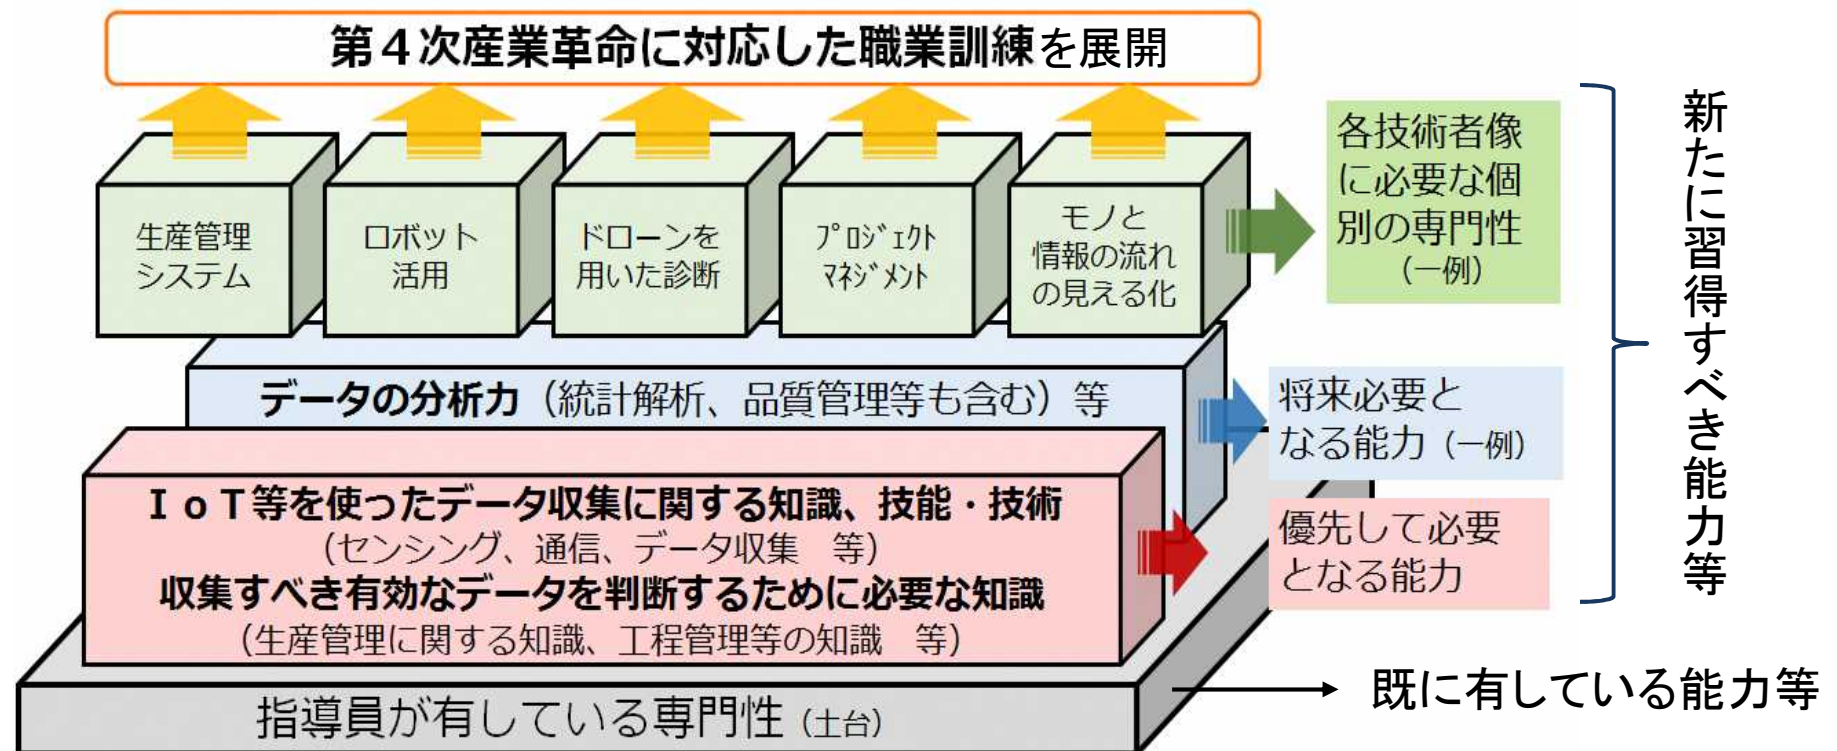 第４次産業革命に対応した職業訓練を展開
生産管理
システム
ロボット
活用
ドローンを
用いた診断
ﾌﾟﾛｼﾞｪｸﾄ
ﾏﾈｼﾞﾒﾝﾄ
モノと
情報の流れ
の見える化
各技術者像
に必要な個
別の専門性
（一例）
データの分析力（統計解析、品質管理等も含む）等
将来必要と
なる能力（一例）
ＩｏＴ等を使ったデータ収集に関する知識、技能・技術
（センシング、通信、データ収集　等）
収集すべき有効なデータを判断するために必要な知識
（生産管理に関する知識、工程管理等の知識　等）
優先して必要
となる能力
新たに習得すべき能力等
指導員が有している専門性（土台）
既に有している能力等